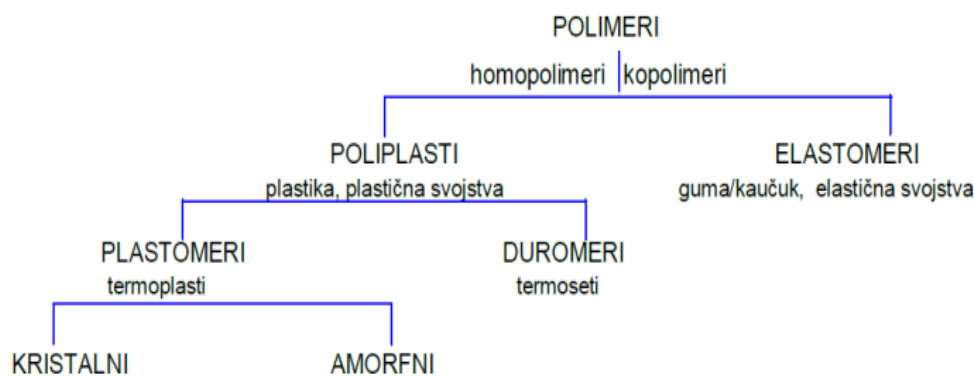 POLIMERI
homopolimeri kopolimeri
POLIPLASTI ELASTOMERI
plastika, plastična svojstva guma/kaučuk, elastična svojstva
PLASTOMERI DUROMERI
termoplasti termoseti
KRISTALNI AMORFNI